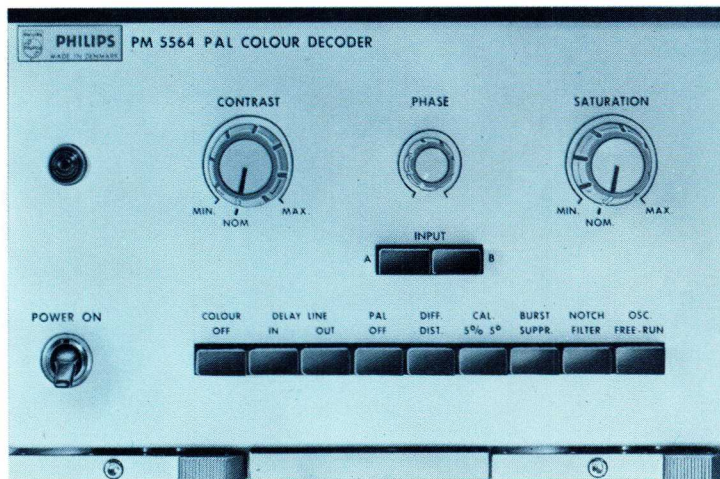 PHILIPS PM 5564 PAL COLOUR DECODER
MADE IN DENMARK
CONTRAST PHASE SATURATION
MIN. NOM. MAX. MIN. NOM. MAX.
INPUT
A B
POWER ON
COLOUR DELAY LINE PAL DIFF. CAL. BURST NOTCH OSC.
OFF IN OUT OFF DIST. 5% 5° SUPPR. FILTER FREE-RUN